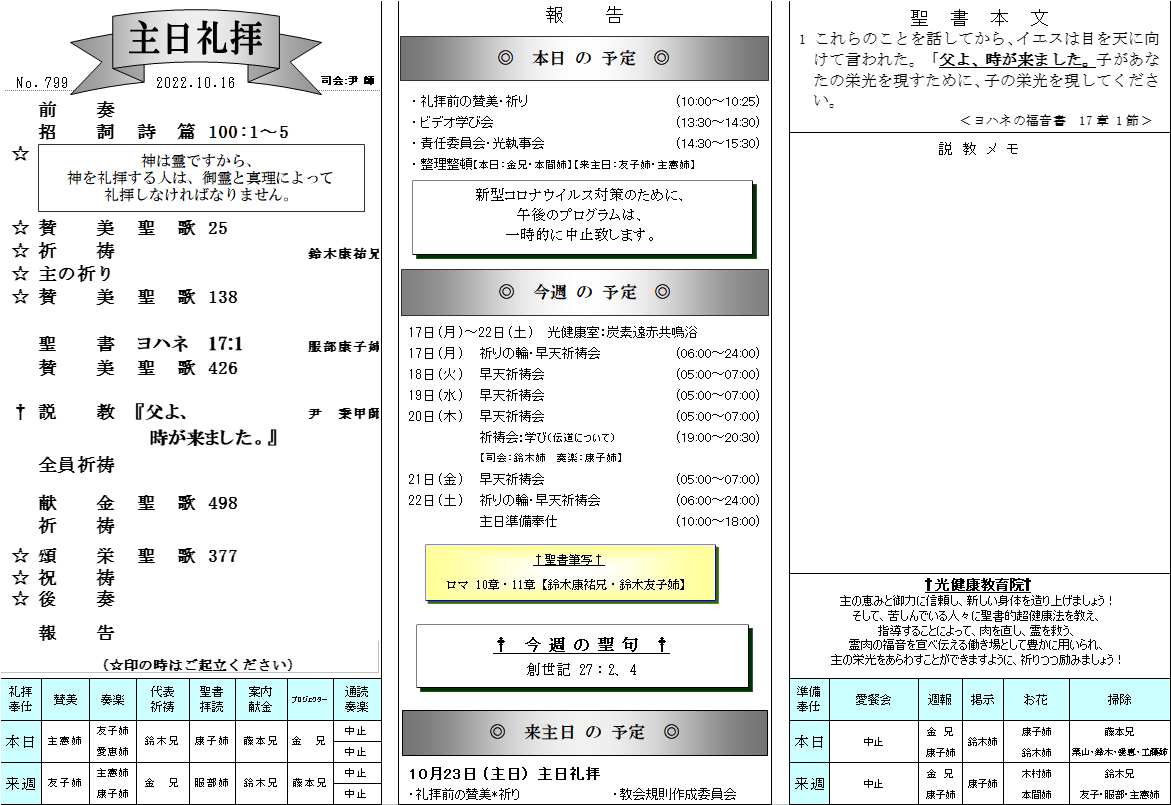 主日礼拝
No. 799 2022.10.16 司会:尹 師
前 奏
招 詞 詩 篇 100:1～5
☆
神は霊ですから、
神を礼拝する人は、御霊と真理によって
礼拝しなければなりません。
☆ 賛 美 聖 歌 25
☆ 祈 祷 鈴木康祐兄
☆ 主の祈り
☆ 賛 美 聖 歌 138
聖 書 ヨハネ 17:1 服部康子姉
賛 美 聖 歌 426
† 説 教 『父よ、 尹 秉甲師
時が来ました。』
全員祈祷
献 金 聖 歌 498
祈 祷
☆ 頌 栄 聖 歌 377
☆ 祝 祷
☆ 後 奏
報 告
(☆印の時はご起立ください)
礼拝奉仕 賛美 奏楽 代表祈祷 聖書拝読 案内献金 プロジェクター 通読奏楽
本日 主憲姉 友子姉 愛恵姉 鈴木兄 康子姉 藤本兄 金 兄 中止 中止
来週 友子姉 主憲姉 康子姉 金 兄 服部姉 鈴木兄 藤本兄 中止 中止
報 告
◎ 本日 の 予定 ◎
・礼拝前の賛美・祈り (10:00～10:25)
・ビデオ学び会 (13:30～14:30)
・責任委員会・光執事会 (14:30～15:30)
・整理整頓【本日:金兄・本間姉】【来主日:友子姉・主憲姉】
新型コロナウイルス対策のために、
午後のプログラムは、
一時的に中止致します。
◎ 今週 の 予定 ◎
17日(月)～22日(土) 光健康室:炭素遠赤共鳴浴
17日(月) 祈りの輪・早天祈祷会 (06:00～24:00)
18日(火) 早天祈祷会 (05:00～07:00)
19日(水) 早天祈祷会 (05:00～07:00)
20日(木) 早天祈祷会 (05:00～07:00)
祈祷会:学び(伝道について) (19:00～20:30)
【司会:鈴木姉 奏楽:康子姉】
21日(金) 早天祈祷会 (05:00～07:00)
22日(土) 祈りの輪・早天祈祷会 (06:00～24:00)
主日準備奉仕 (10:00～18:00)
†聖書筆写†
ロマ 10章・11章【鈴木康祐兄・鈴木友子姉】
✝ 今 週 の 聖 句 ✝
創世記 27：2、4
◎ 来主日 の 予定 ◎
10月23日(主日) 主日礼拝
・礼拝前の賛美*祈り ・教会規則作成委員会
聖 書 本 文
1 これらのことを話してから、イエスは目を天に向
けて言われた。「父よ、時が来ました。子があな
たの栄光を現すために、子の栄光を現してくださ
い。
＜ヨハネの福音書 17章1節＞
説 教 メ モ
✝光健康教育院✝
主の恵みと御力に信頼し、新しい身体を造り上げましょう！
そして、苦しんでいる人々に聖書的超健康法を教え、
指導することによって、肉を直し、霊を救う、
霊肉の福音を宣べ伝える働き場として豊かに用いられ、
主の栄光をあらわすことができますように、祈りつつ励みましょう！
準備奉仕 愛餐会 週報 掲示 お花 掃除
本日 中止 金 兄 康子姉 鈴木姉 康子姉 鈴木姉 藤本兄 栗山・鈴木・愛恵・工藤姉
来週 中止 金 兄 康子姉 康子姉 木村姉 本間姉 鈴木兄 友子・服部・主憲姉